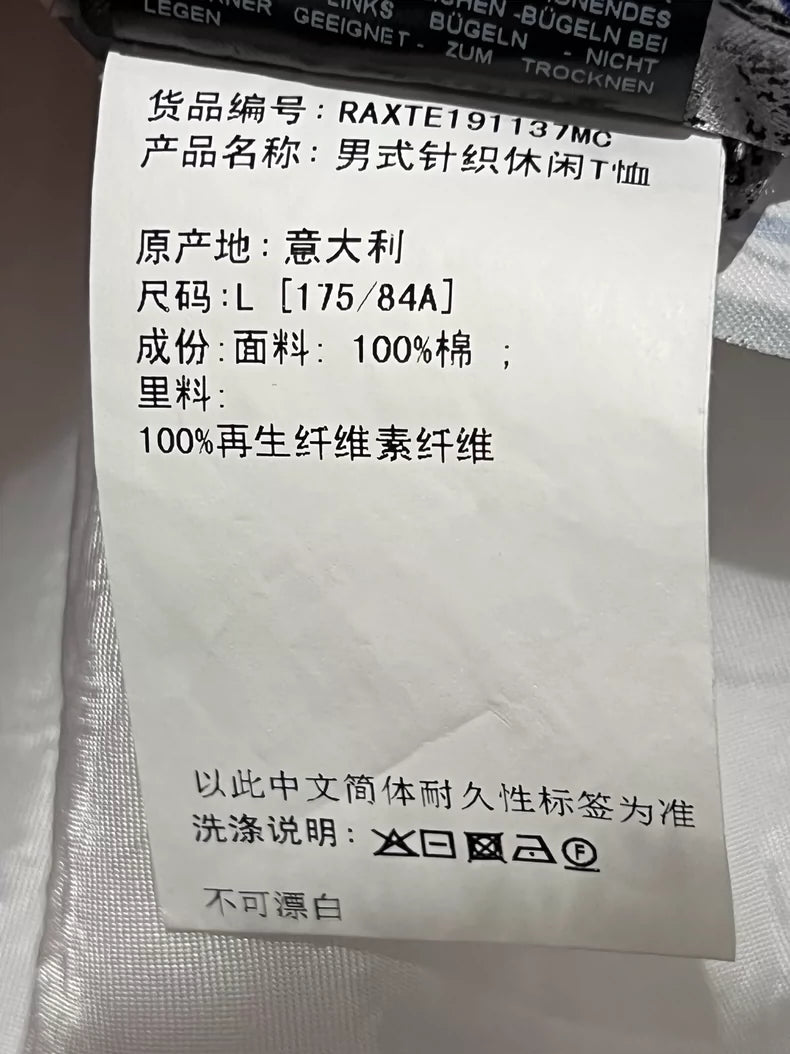 LINKS BÜGELN BEI
LEGEN GEEIGNET - BÜGELN - NICHT
ZUM TROCKNEN
货品编号：RAXTE191137MC
产品名称：男式针织休闲T恤
原产地：意大利
尺码:L [175/84A]
成份:面料: 100%棉 ；
里料:
100%再生纤维素纤维
以此中文简体耐久性标签为准
洗涤说明: F
不可漂白